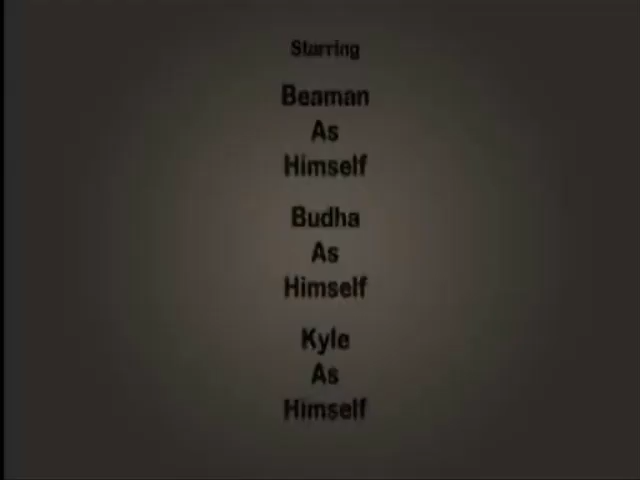 Starring
Beaman
As
Himself
Budha
As
Himself
Kyle
As
Himself